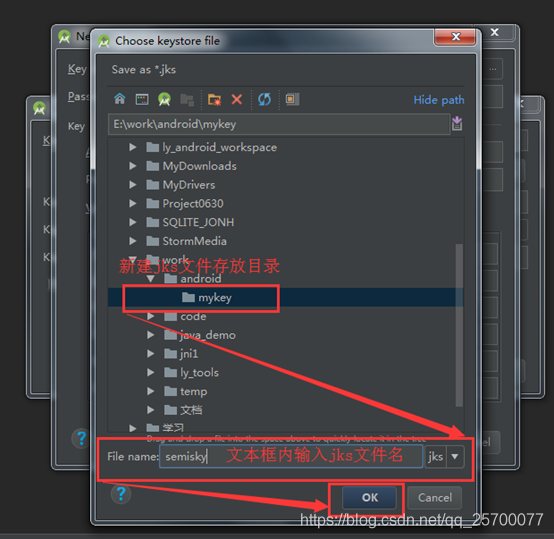 Ne
Choose keystore file
Save as *.jks
Hide path
E:\work\android\mykey
ly_android_workspace
MyDownloads
MyDrivers
Project0630
SQLITE_JONH
StormMedia
work
新建jks文件存放目录
android
mykey
code
java_demo
jni1
ly_tools
temp
文档
学习
Drag and drop a file into the space above to quickly locate it in the tree
File name: semisky 文本框内输入jks文件名 jks
OK Cancel
https://blog.csdn.net/qq_25700077
Key
Pass
Key